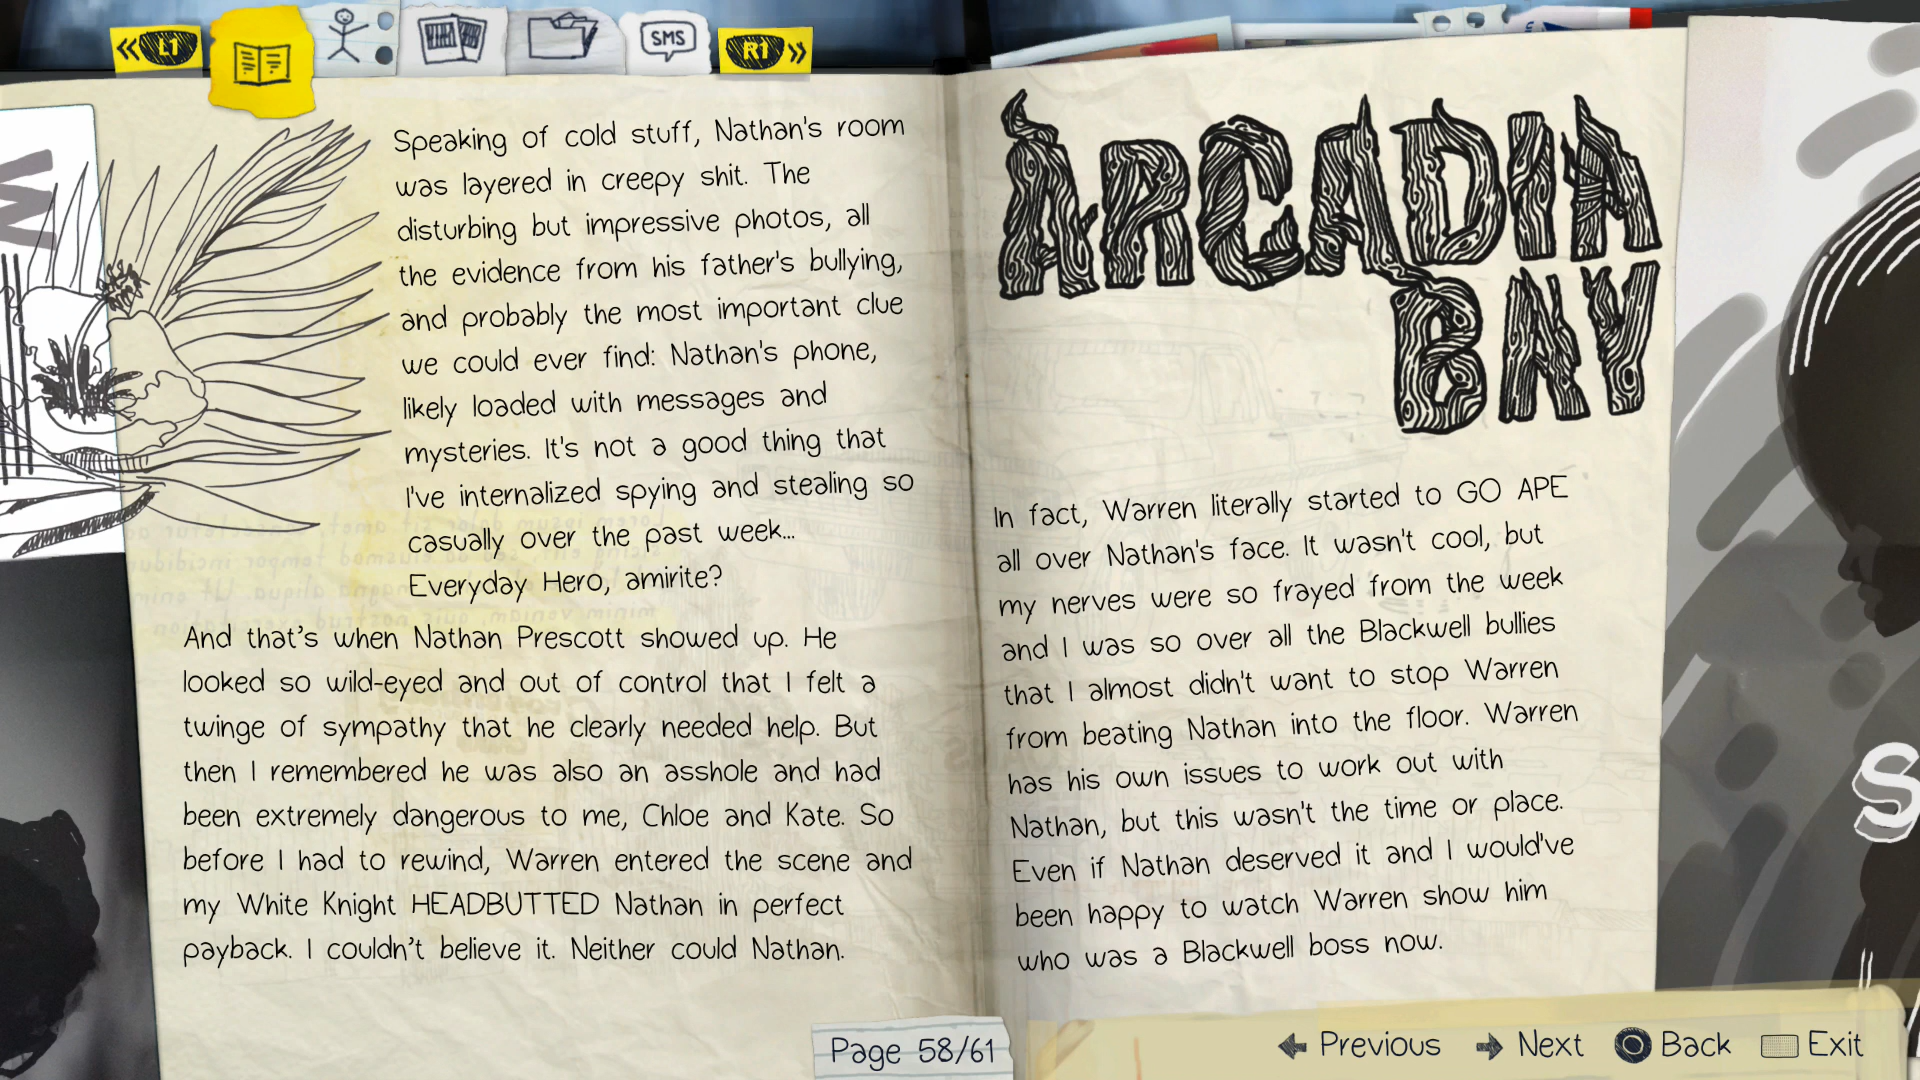 L1
SMS
R1
Speaking of cold stuff, Nathan's room
was layered in creepy shit. The
disturbing but impressive photos, all
the evidence from his father's bullying,
and probably the most important clue
we could ever find: Nathan's phone,
likely loaded with messages and
mysteries. It's not a good thing that
I've internalized spying and stealing so
casually over the past week...
Everyday Hero, amirite?
And that's when Nathan Prescott showed up. He
looked so wild-eyed and out of control that I felt a
twinge of sympathy that he clearly needed help. But
then I remembered he was also an asshole and had
been extremely dangerous to me, Chloe and Kate. So
before I had to rewind, Warren entered the scene and
my White Knight HEADBUTTED Nathan in perfect
payback. I couldn't believe it. Neither could Nathan.
ARCADIA
BAY
In fact, Warren literally started to GO APE
all over Nathan's face. It wasn't cool, but
my nerves were so frayed from the week
and I was so over all the Blackwell bullies
that I almost didn't want to stop Warren
from beating Nathan into the floor. Warren
has his own issues to work out with
Nathan, but this wasn't the time or place.
Even if Nathan deserved it and I would've
been happy to watch Warren show him
who was a Blackwell boss now.
S
Page 58/61
Previous Next Back Exit